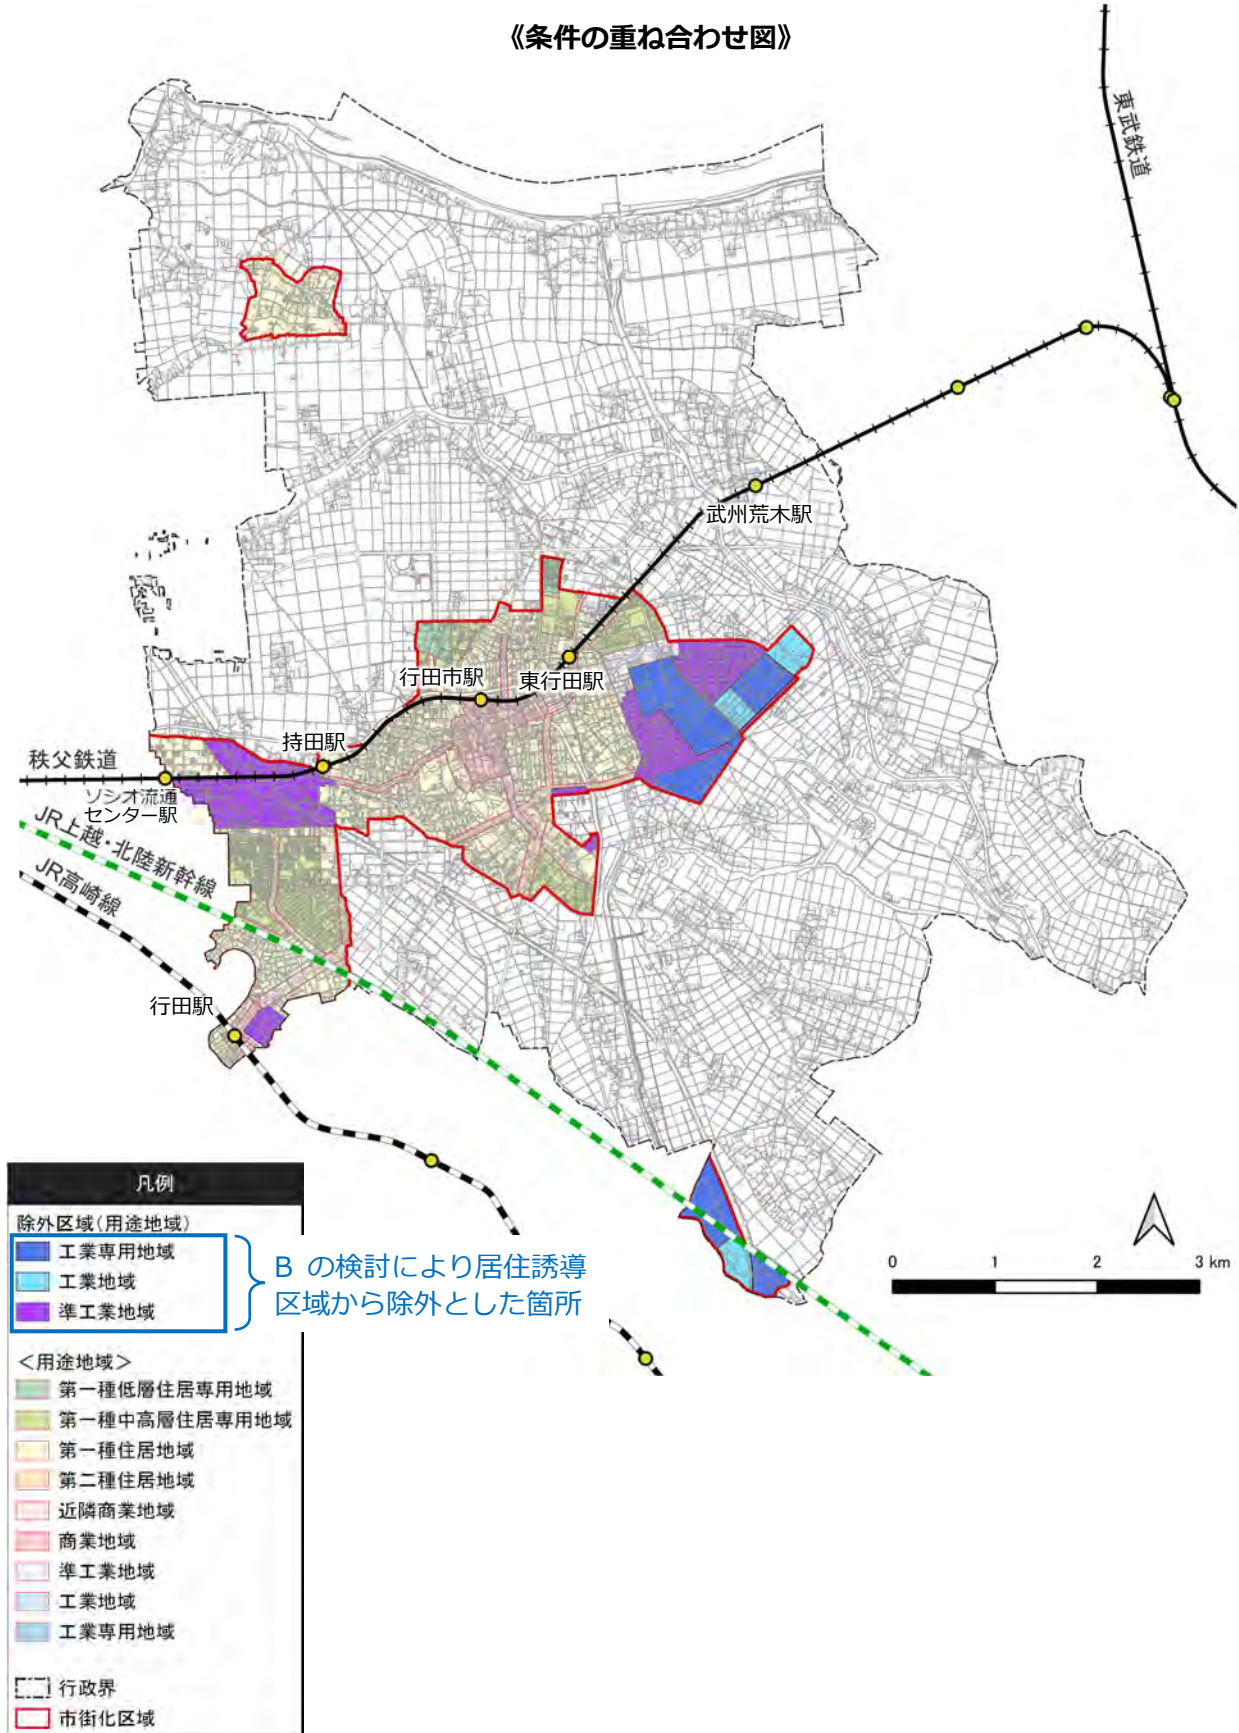 《条件の重ね合わせ図》
東武鉄道
武州荒木駅
行田市駅
東行田駅
持田駅
秩父鉄道
ソシオ流通
センター駅
JR上越・北陸新幹線
JR高崎線
行田駅
凡例
除外区域(用途地域)
工業専用地域
工業地域
準工業地域
B の検討により居住誘導
区域から除外とした箇所
<用途地域>
第一種低層住居専用地域
第一種中高層住居専用地域
第一種住居地域
第二種住居地域
近隣商業地域
商業地域
準工業地域
工業地域
工業専用地域
行政界
市街化区域
0 1 2 3 km